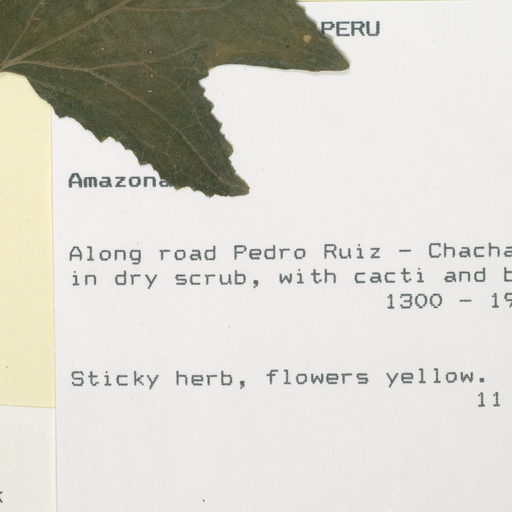 PERU
Amazona
Along road Pedro Ruiz - Chacha
in dry scrub, with cacti and b
1300 - 19
Sticky herb, flowers yellow.
11